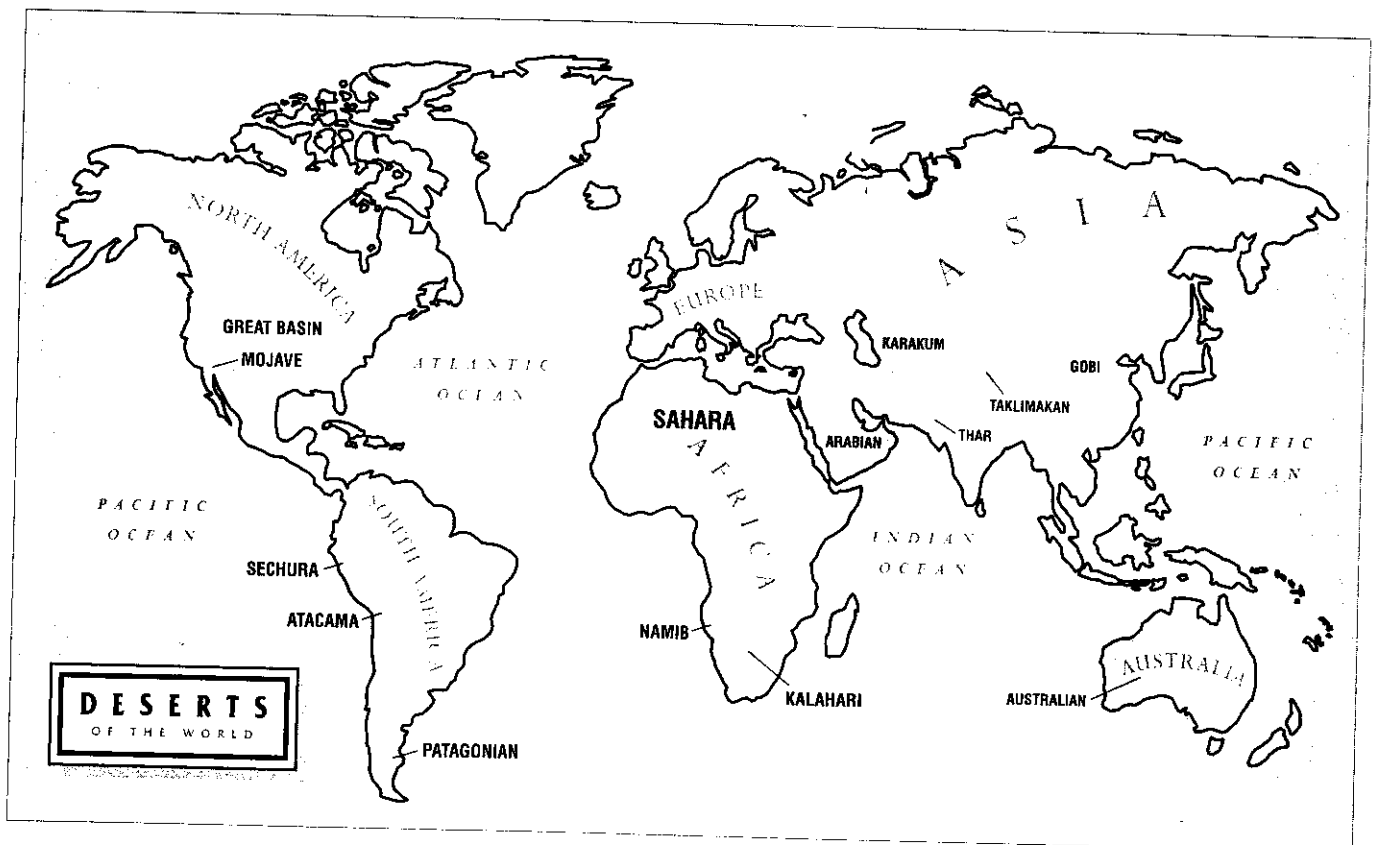 NORTH AMERICA
ASIA
EUROPE
GREAT BASIN
MOJAVE
KARAKUM
GOBI
ATLANTIC
OCEAN
TAKLIMAKAN
SAHARA
THAR
ARABIAN
PACIFIC
OCEAN
AFRICA
PACIFIC
OCEAN
SOUTH AMERICA
INDIAN
OCEAN
SECHURA
ATACAMA
NAMIB
KALAHARI
AUSTRALIA
AUSTRALIAN
DESERTS
OF THE WORLD
PATAGONIAN